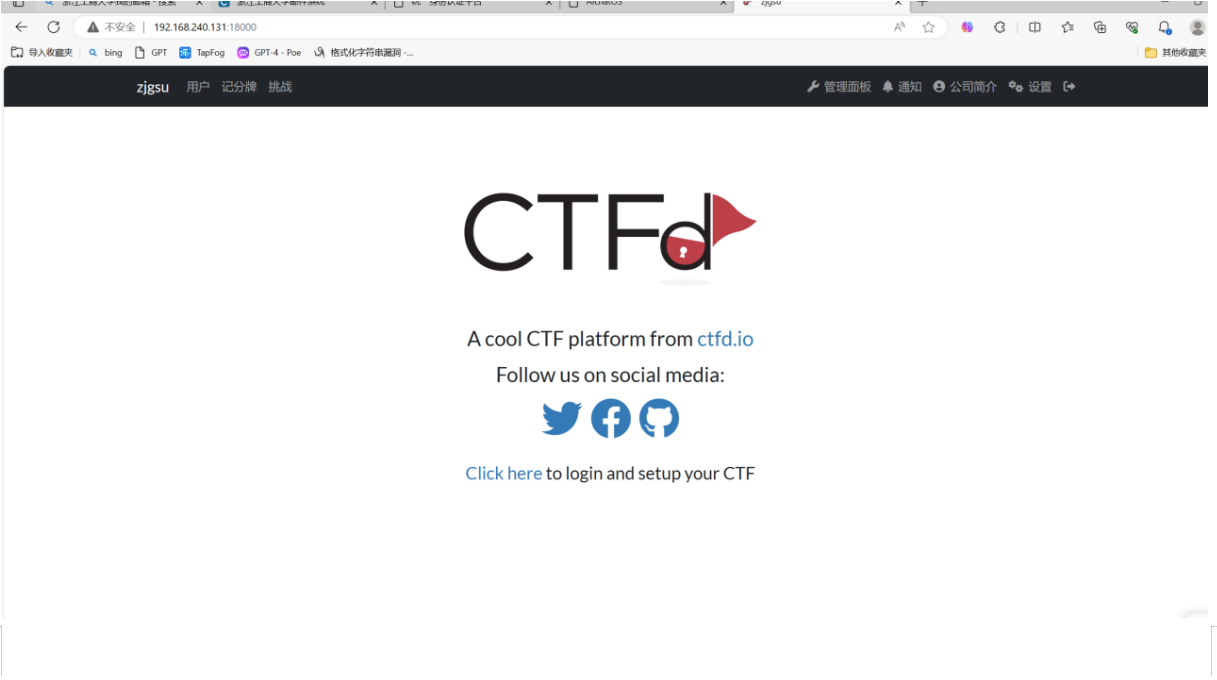 不安全 192.168.240.131:18000
导入收藏夹 bing GPT TapFog GPT-4 - Poe 格式化字符串漏洞 -... 其他收藏夹
zjgsu 用户 记分牌 挑战 管理面板 通知 公司简介 设置
CTFd
A cool CTF platform from ctfd.io
Follow us on social media:
Click here to login and setup your CTF